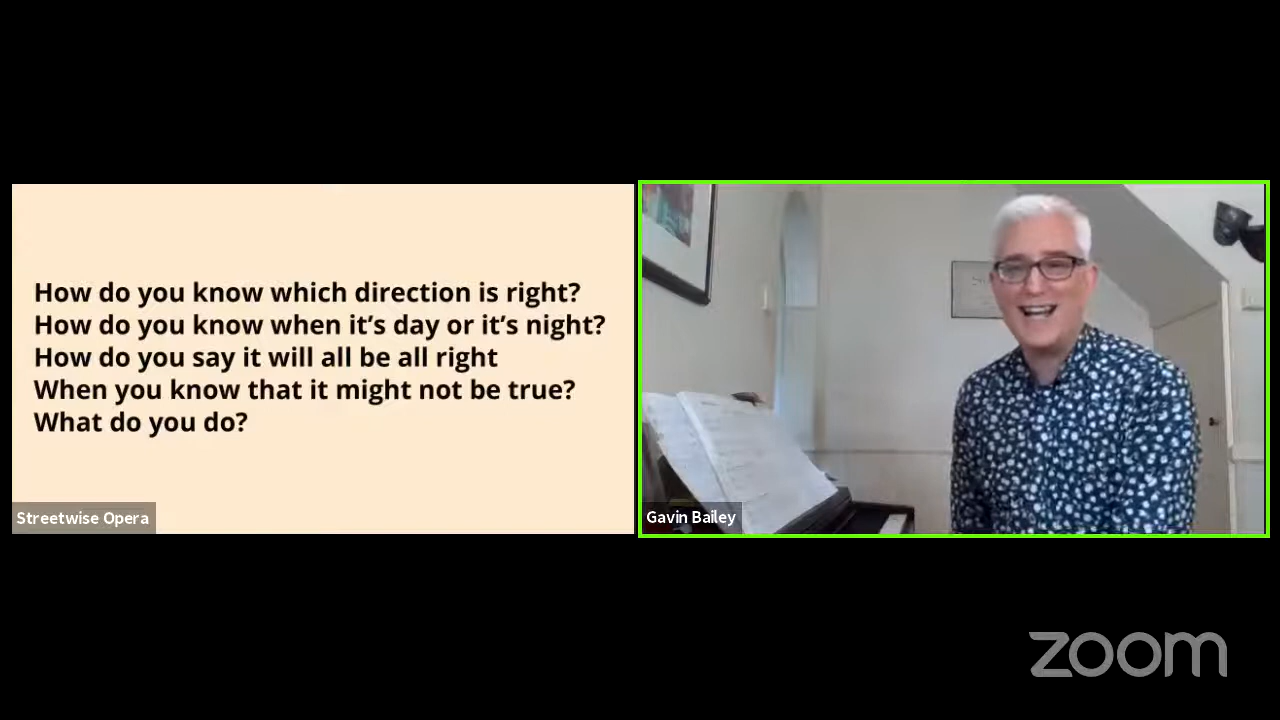 How do you know which direction is right?
How do you know when it’s day or it’s night?
How do you say it will all be all right
When you know that it might not be true?
What do you do?
Streetwise Opera
Gavin Bailey
zoom